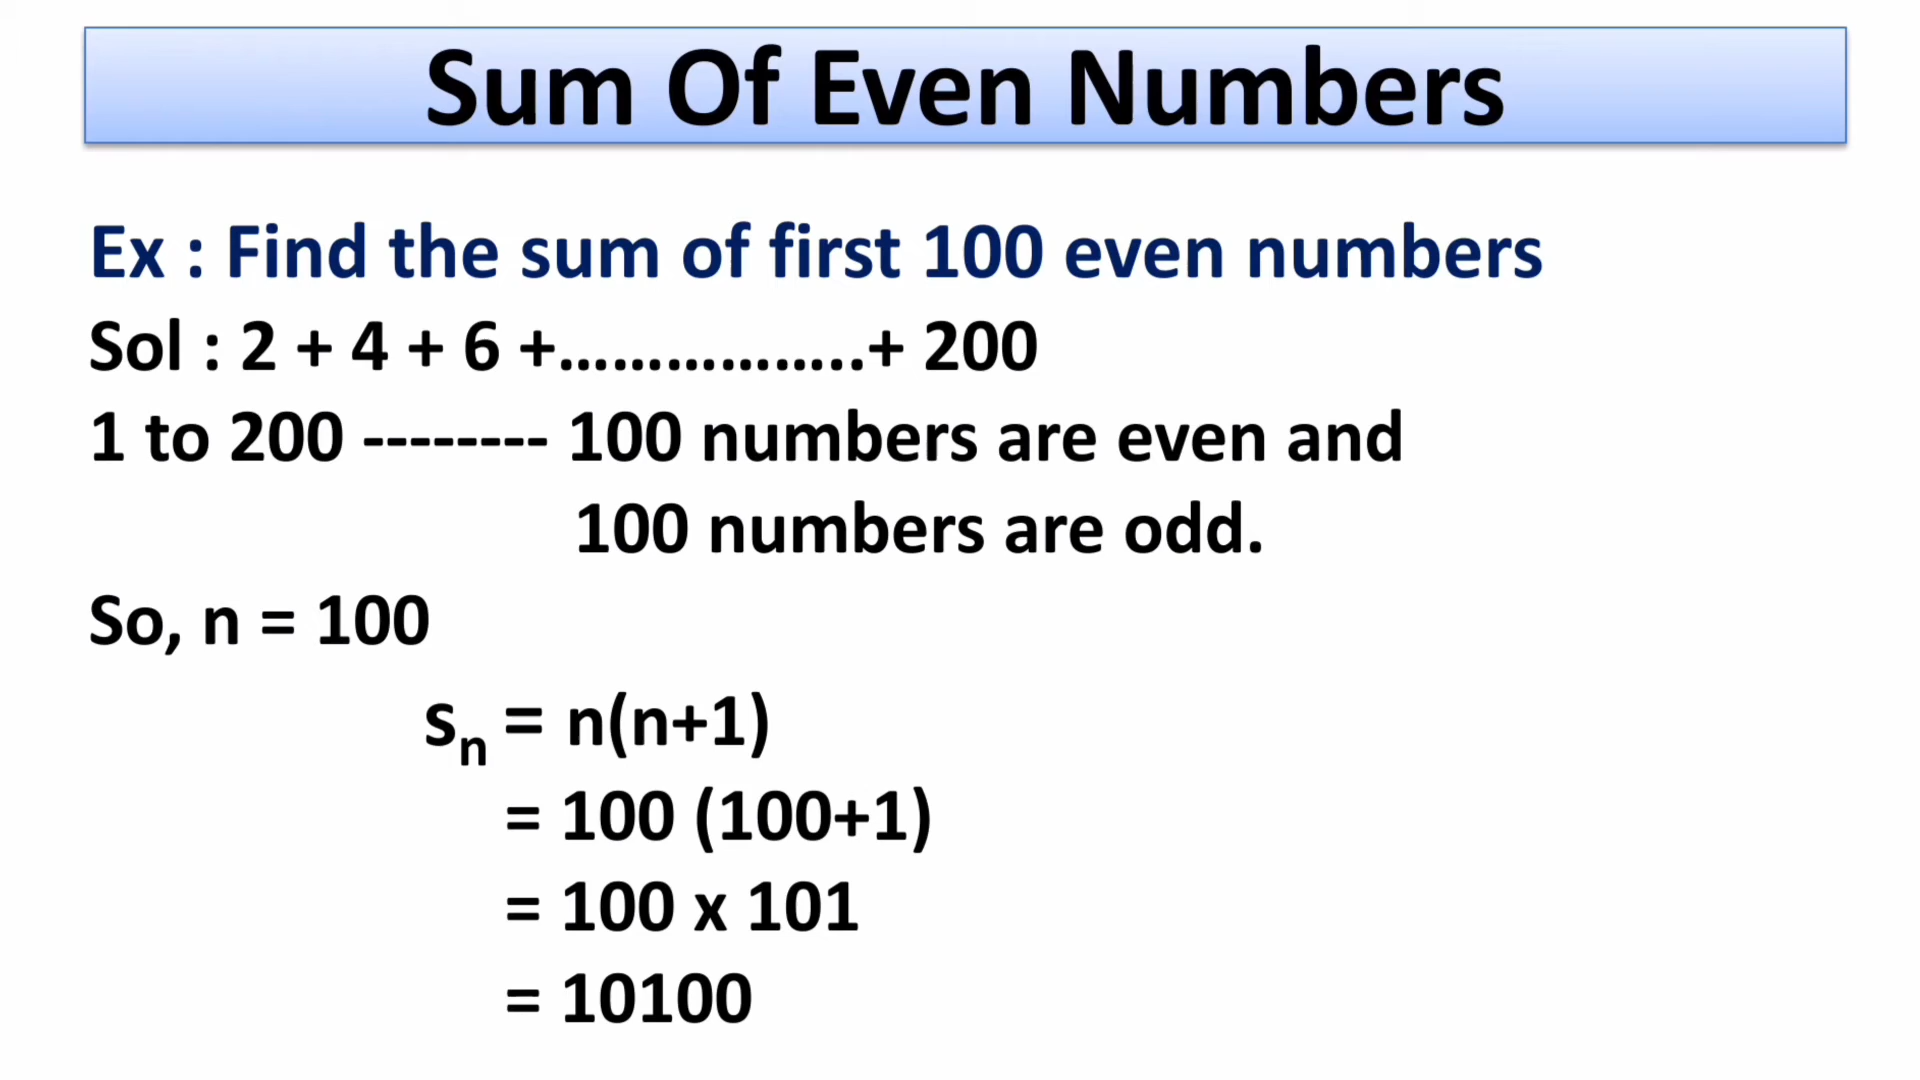 Sum Of Even Numbers
Ex : Find the sum of first 100 even numbers
Sol : 2 + 4 + 6 +……………..+ 200
1 to 200 -------- 100 numbers are even and
100 numbers are odd.
So, n = 100
sₙ = n(n+1)
= 100 (100+1)
= 100 x 101
= 10100